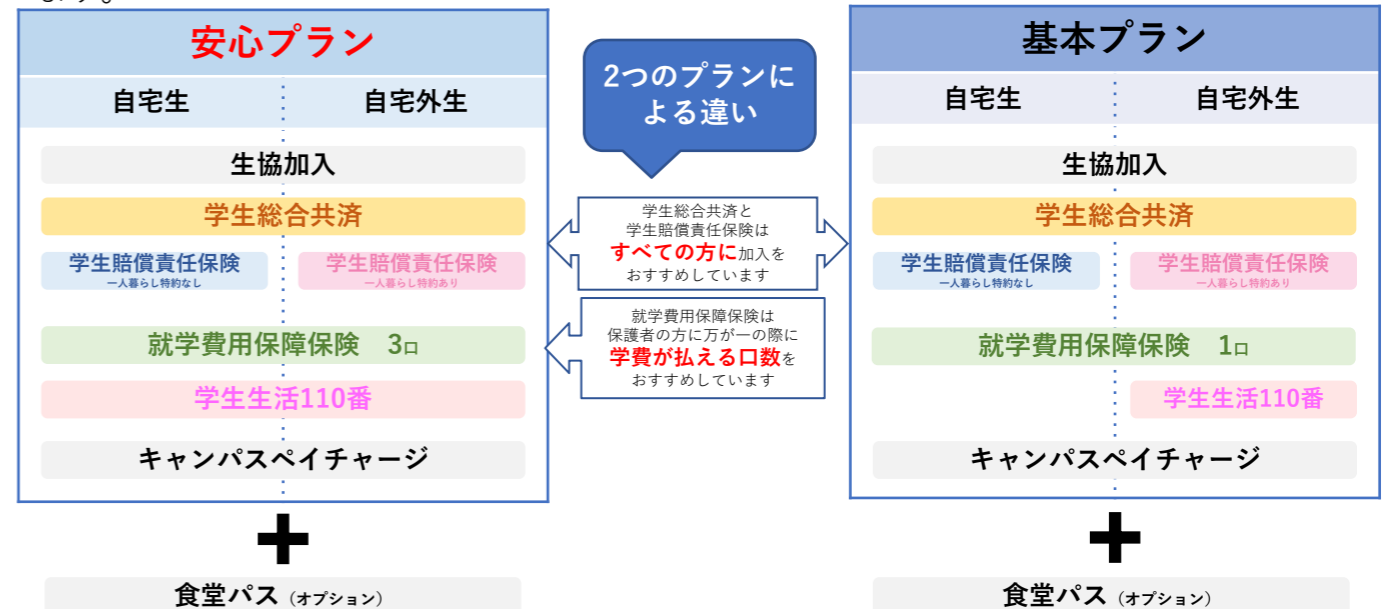 安心プラン
自宅生 自宅外生
生協加入
学生総合共済
学生賠償責任保険 学生賠償責任保険
一人暮らし特約なし 一人暮らし特約あり
就学費用保障保険 3口
学生生活110番
キャンパスペイチャージ
+
食堂パス（オプション）
2つのプランに
よる違い
学生総合共済と
学生賠償責任保険は
すべての方に加入を
おすすめしています
就学費用保障保険は
保護者の方に万が一の際に
学費が払える口数を
おすすめしています
基本プラン
自宅生 自宅外生
生協加入
学生総合共済
学生賠償責任保険 学生賠償責任保険
一人暮らし特約なし 一人暮らし特約あり
就学費用保障保険 1口
学生生活110番
キャンパスペイチャージ
+
食堂パス（オプション）